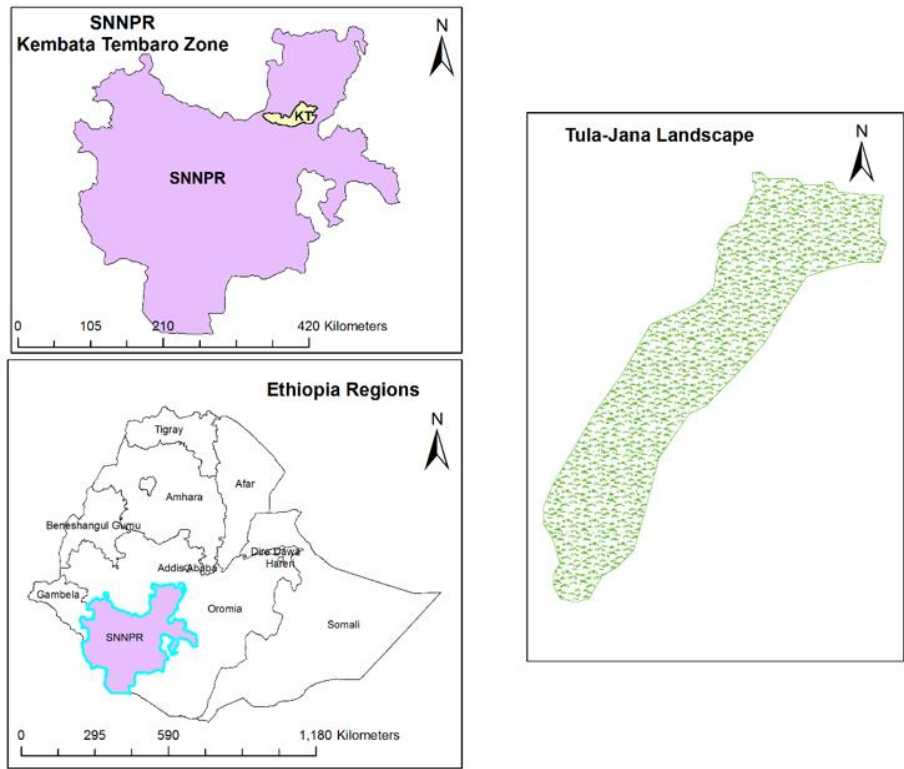 SNNPR
Kembata Tembaro Zone
N
KT
SNNPR
0 105 210 420 Kilometers
Ethiopia Regions
N
Tigray
Afar
Amhara
Beneshangul Gumu
Dire Dawa
Addis Ababa
Hareri
Gambela
Oromia
SNNPR
Somali
0 295 590 1,180 Kilometers
Tula-Jana Landscape
N